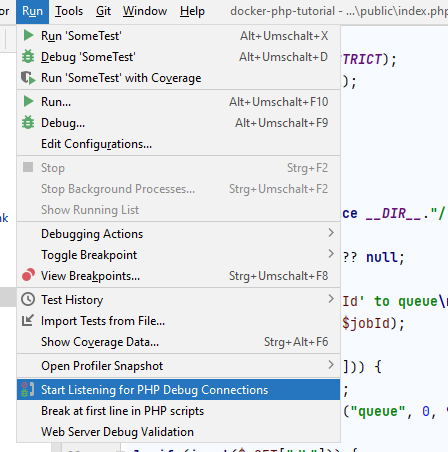 or Run Tools Git Window Help docker-php-tutorial - ...\public\index.php
Run 'SomeTest' Alt+Umschalt+X
Debug 'SomeTest' Alt+Umschalt+D
TRICT);
Run 'SomeTest' with Coverage );
Run... Alt+Umschalt+F10
Debug... Alt+Umschalt+F9
Edit Configurations...
Stop Strg+F2
Stop Background Processes... Strg+Umschalt+F2
Show Running List ce __DIR__."/
Debugging Actions
Toggle Breakpoint ?? null;
View Breakpoints... Strg+Umschalt+F8
Test History Id' to queue\
Import Tests from File... $jobId);
Show Coverage Data... Strg+Alt+F6
Open Profiler Snapshot ])) {
Start Listening for PHP Debug Connections ;
Break at first line in PHP scripts ("queue", 0,
Web Server Debug Validation